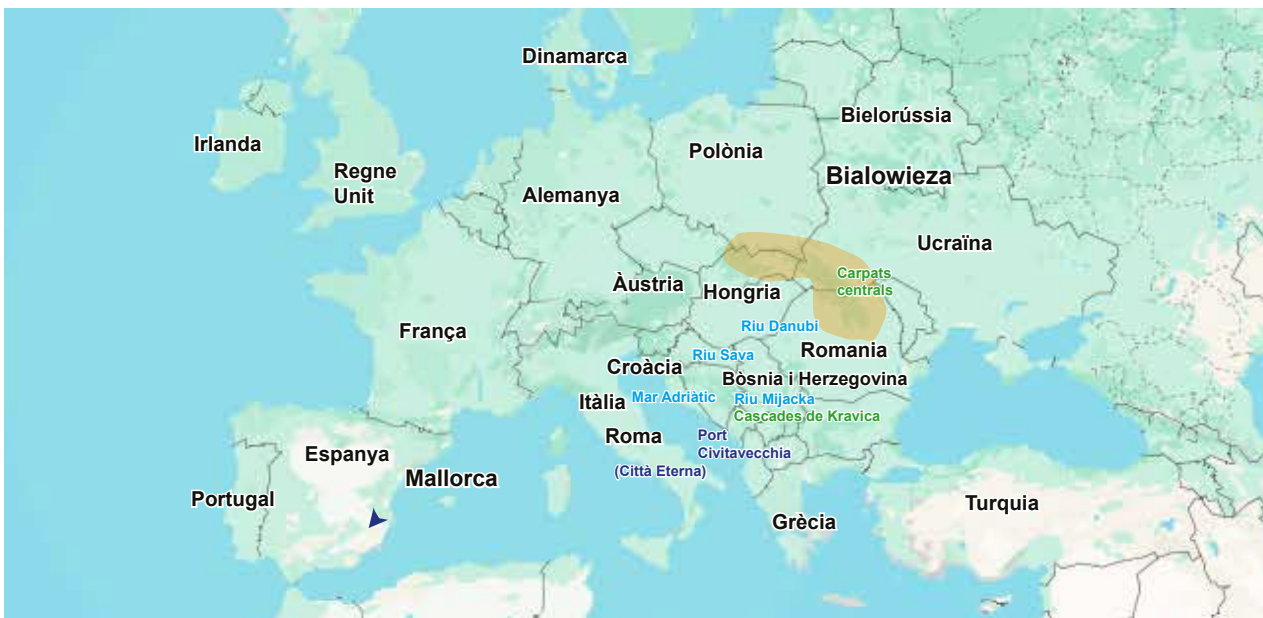 Dinamarca
Bielorússia
Irlanda
Polònia
Regne
Unit
Bialowieza
Alemanya
Ucraïna
Carpats
centrals
Àustria
Hongria
França
Riu Danubi
Romania
Riu Sava
Croàcia
Bòsnia i Herzegovina
Itàlia
Mar Adriàtic
Riu Mijacka
Cascades de Kravica
Roma
Port
Civitavecchia
Espanya
(Città Eterna)
Mallorca
Portugal
Turquia
Grècia